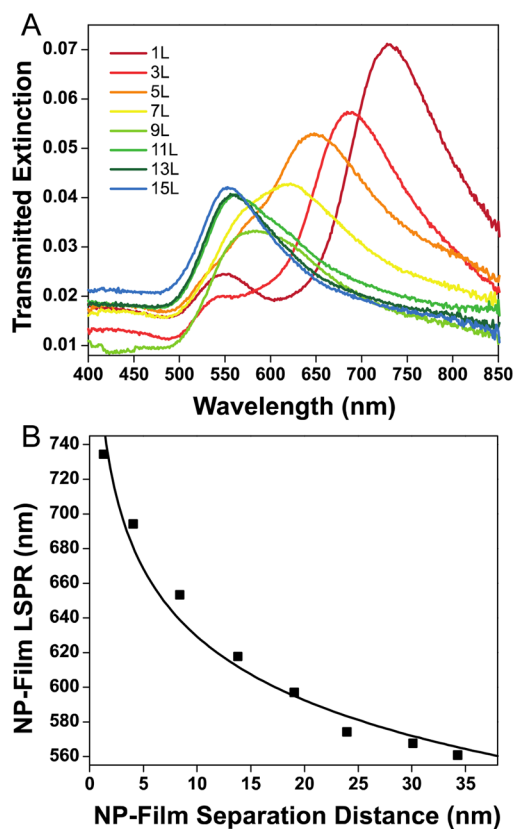 A
0.07
0.06
0.05
0.04
0.03
0.02
0.01
Transmitted Extinction
1L
3L
5L
7L
9L
11L
13L
15L
400 450 500 550 600 650 700 750 800 850
Wavelength (nm)
B
740
720
700
680
660
640
620
600
580
560
NP-Film LSPR (nm)
0 5 10 15 20 25 30 35
NP-Film Separation Distance (nm)